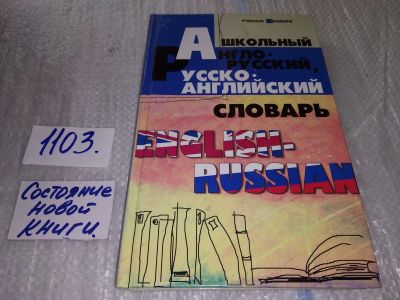 УЧЕБНЫЕ СЛОВАРИ
ШКОЛЬНЫЙ
АНГЛО-
РУССКИЙ,
РУССКО-
АНГЛИЙСКИЙ
СЛОВАРЬ
ENGLISH-
RUSSIAN
1103.
Состояние
новой
книги.